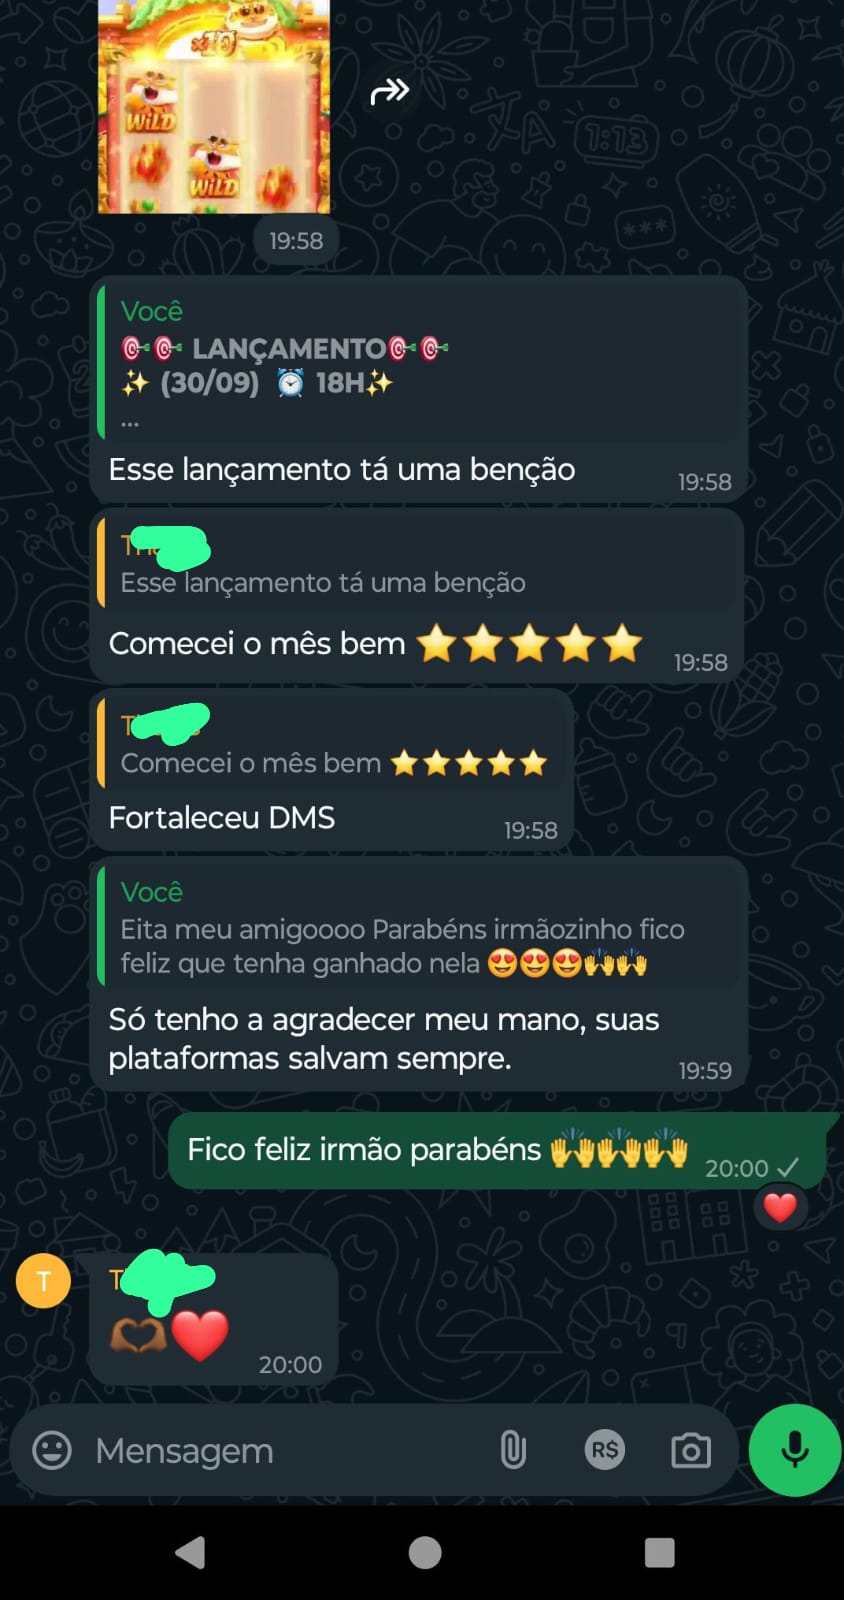 x10
WILD
WILD
19:58
Você
🎯🎯 LANÇAMENTO🎯🎯
✨ (30/09) ⏰ 18H✨
...
Esse lançamento tá uma benção
19:58
Esse lançamento tá uma benção
Comecei o mês bem ⭐⭐⭐⭐⭐
19:58
Comecei o mês bem ⭐⭐⭐⭐⭐
Fortaleceu DMS
19:58
Você
Eita meu amigoooo Parabéns irmãozinho fico
feliz que tenha ganhado nela 😍😍😍🙌🙌
Só tenho a agradecer meu mano, suas
plataformas salvam sempre.
19:59
Fico feliz irmão parabéns 🙌🙌🙌
20:00
❤️
T
🫶🏾❤️
20:00
Mensagem
R$